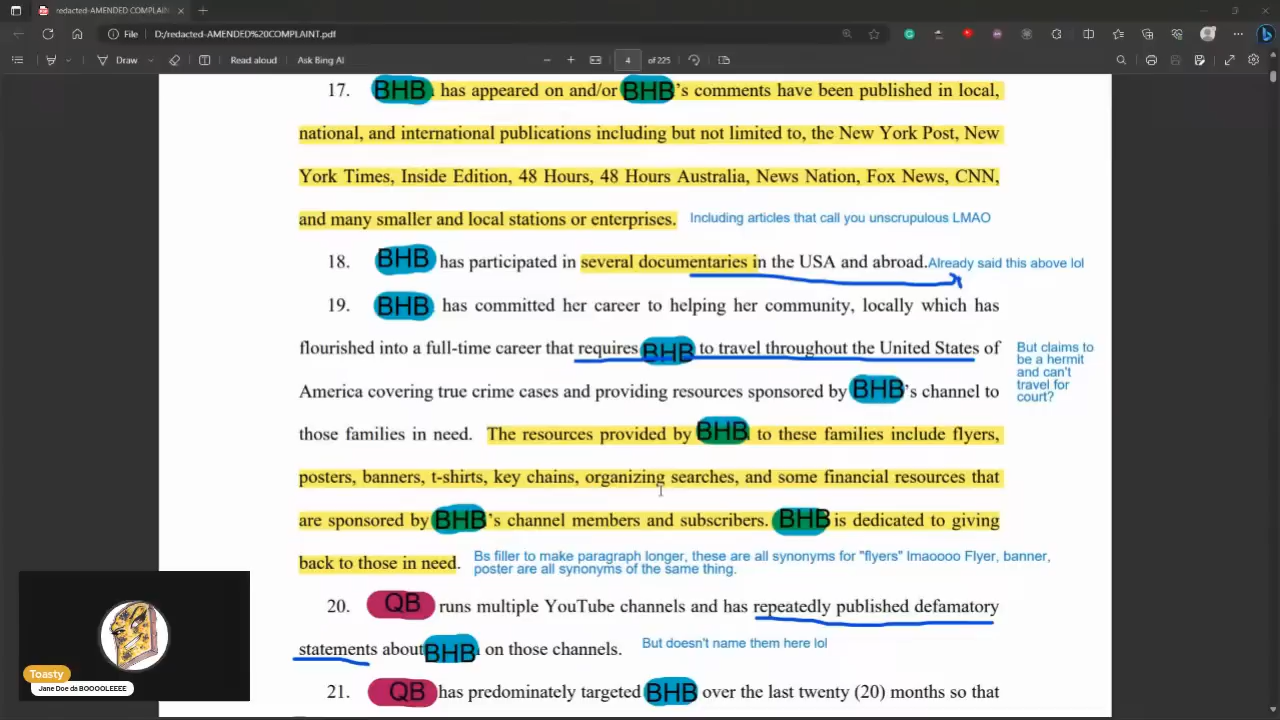 redacted-AMENDED COMPLAINT.pdf
File D:/redacted-AMENDED%20COMPLAINT.pdf
Draw Read aloud Ask Bing AI 4 of 225
17. BHB has appeared on and/or BHB's comments have been published in local,
national, and international publications including but not limited to, the New York Post, New
York Times, Inside Edition, 48 Hours, 48 Hours Australia, News Nation, Fox News, CNN,
and many smaller and local stations or enterprises. Including articles that call you unscrupulous LMAO
18. BHB has participated in several documentaries in the USA and abroad. Already said this above lol
19. BHB has committed her career to helping her community, locally which has
flourished into a full-time career that requires BHB to travel throughout the United States of
America covering true crime cases and providing resources sponsored by BHB's channel to
But claims to
be a hermit
and can't
travel for
court?
those families in need. The resources provided by BHB to these families include flyers,
posters, banners, t-shirts, key chains, organizing searches, and some financial resources that
are sponsored by BHB's channel members and subscribers. BHB is dedicated to giving
back to those in need.
Bs filler to make paragraph longer, these are all synonyms for "flyers" lmaoooo Flyer, banner,
poster are all synonyms of the same thing.
20. QB runs multiple YouTube channels and has repeatedly published defamatory
statements about BHB on those channels. But doesn't name them here lol
21. QB has predominately targeted BHB over the last twenty (20) months so that
Toasty
Jane Doe da BOOOOLEEEE